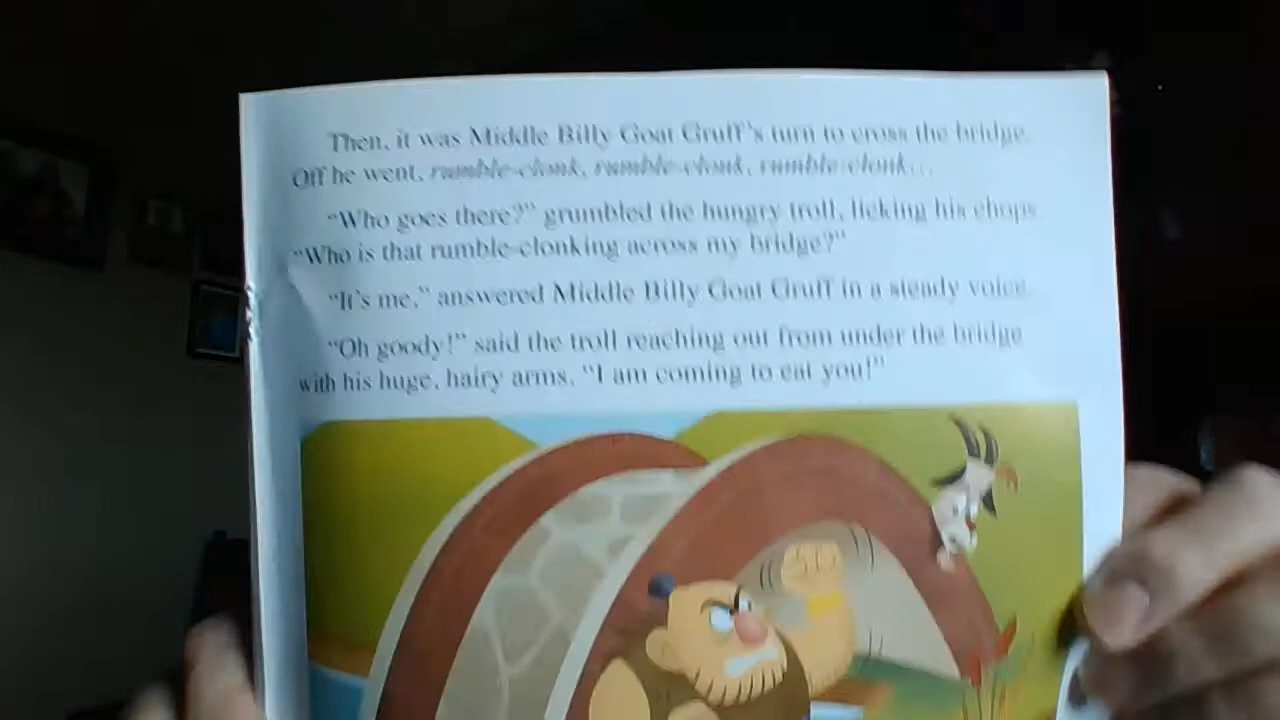 Then, it was Middle Billy Goat Gruff's turn to cross the bridge.
Off he went, rumble-clonk, rumble-clonk, rumble-clonk...
"Who goes there?" grumbled the hungry troll, licking his chops.
"Who is that rumble-clonking across my bridge?"
"It's me," answered Middle Billy Goat Gruff in a steady voice.
"Oh goody!" said the troll reaching out from under the bridge
with his huge, hairy arms. "I am coming to eat you!"